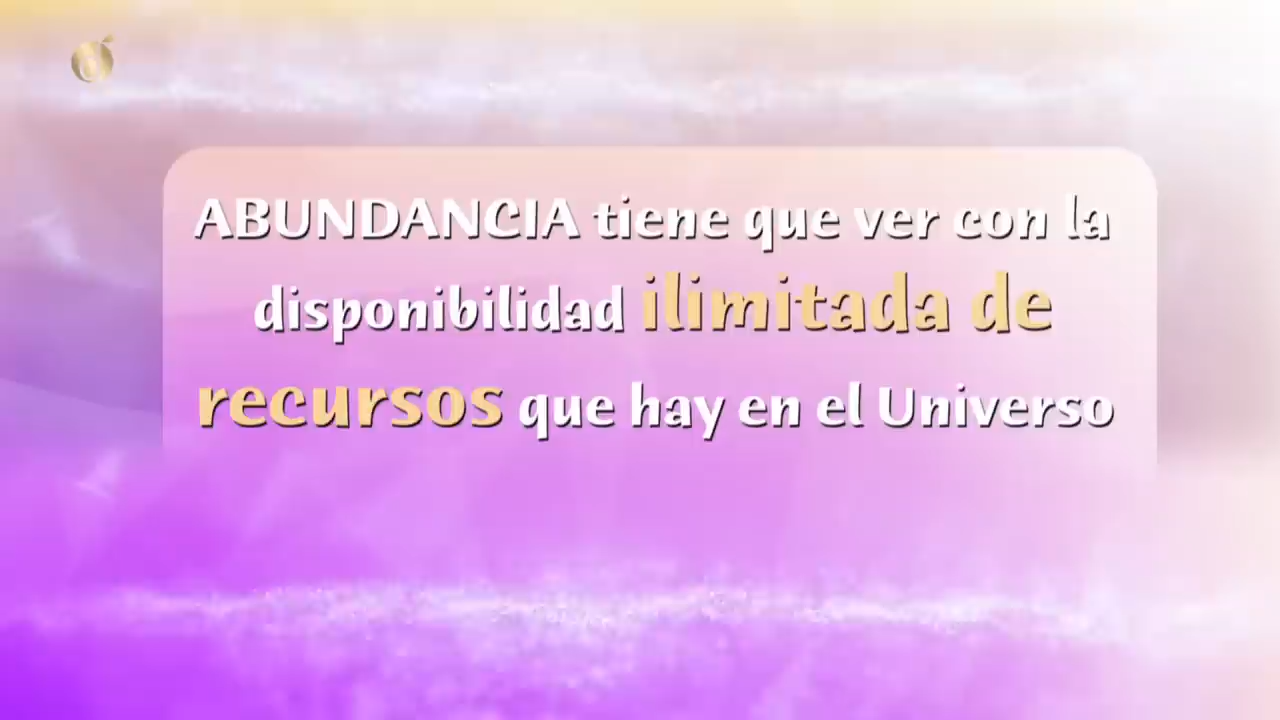 ABUNDANCIA tiene que ver con la
disponibilidad ilimitada de
recursos que hay en el Universo